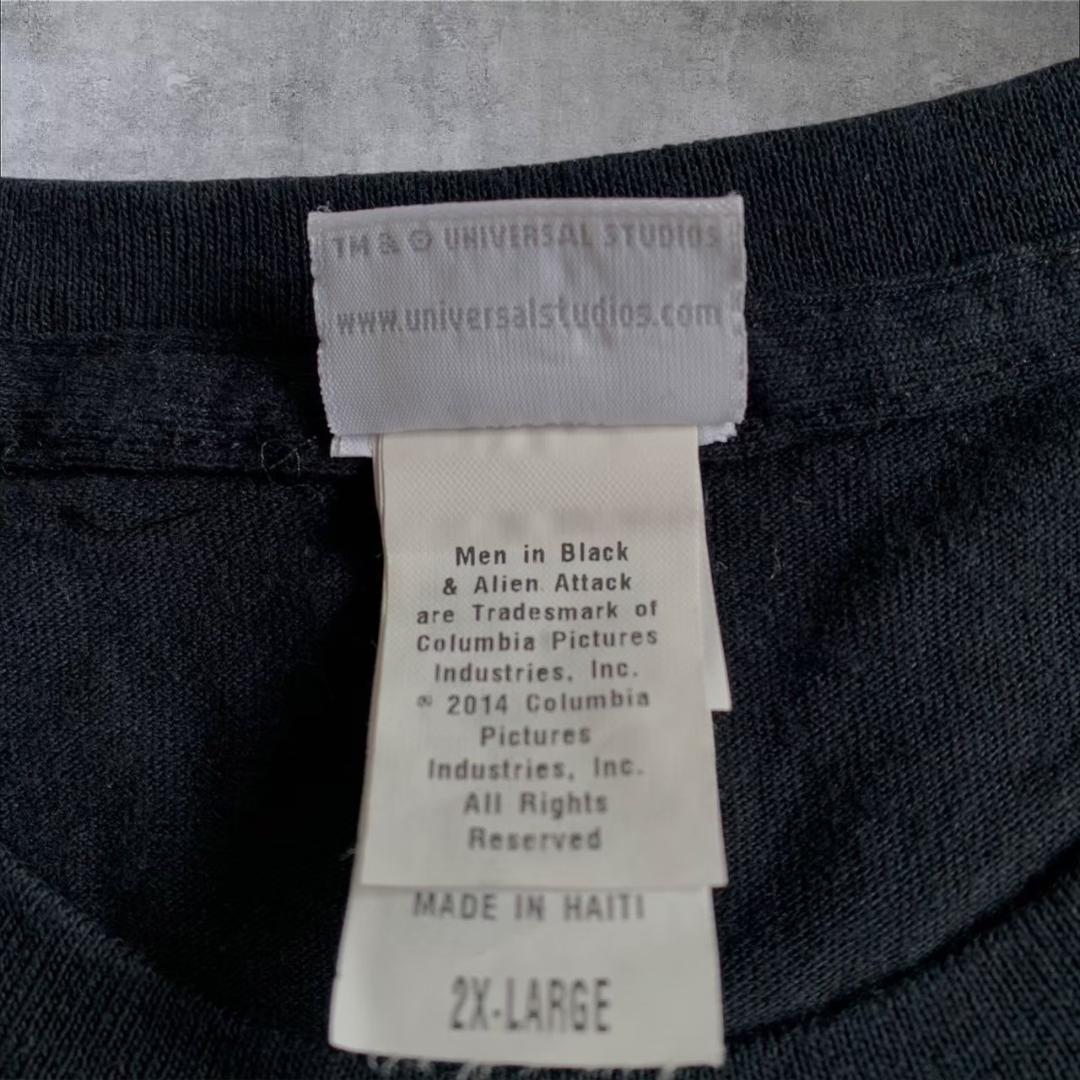 TM & © UNIVERSAL STUDIOS
www.universalstudios.com
Men in Black
& Alien Attack
are Tradesmark of
Columbia Pictures
Industries, Inc.
© 2014 Columbia
Pictures
Industries, Inc.
All Rights
Reserved
MADE IN HAITI
2X-LARGE